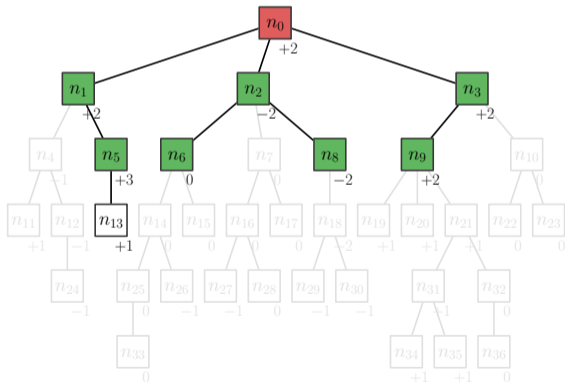 n0
+2
n1 n2 n3
+2 −2 +2
n4 n5 n6 n7 n8 n9 n10
−1 +3 0 0 −2 +2 0
n11 n12 n13 n14 n15 n16 n17 n18 n19 n20 n21 n22 n23
+1 −1 +1 0 0 0 0 −2 +1 +1 +1 0 0
n24 n25 n26 n27 n28 n29 n30 n31 n32
−1 0 −1 −1 0 −1 −1 −1 0
n33 n34 n35 n36
0 +1 +1 0